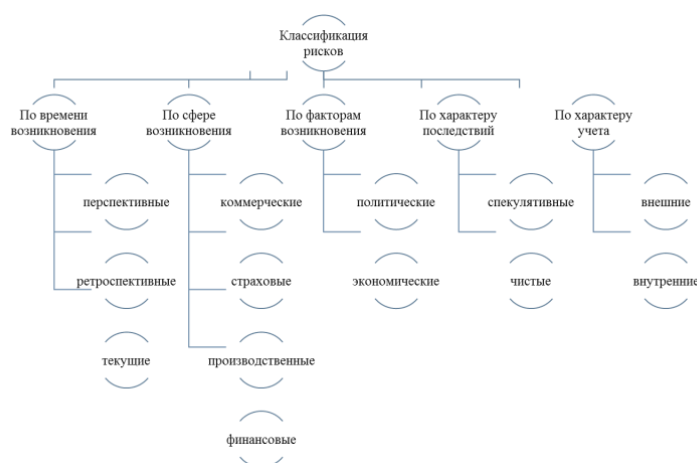 Классификация
рисков
По времени
возникновения
По сфере
возникновения
По факторам
возникновения
По характеру
последствий
По характеру
учета
перспективные
коммерческие
политические
спекулятивные
внешние
ретроспективные
страховые
экономические
чистые
внутренние
текущие
производственные
финансовые